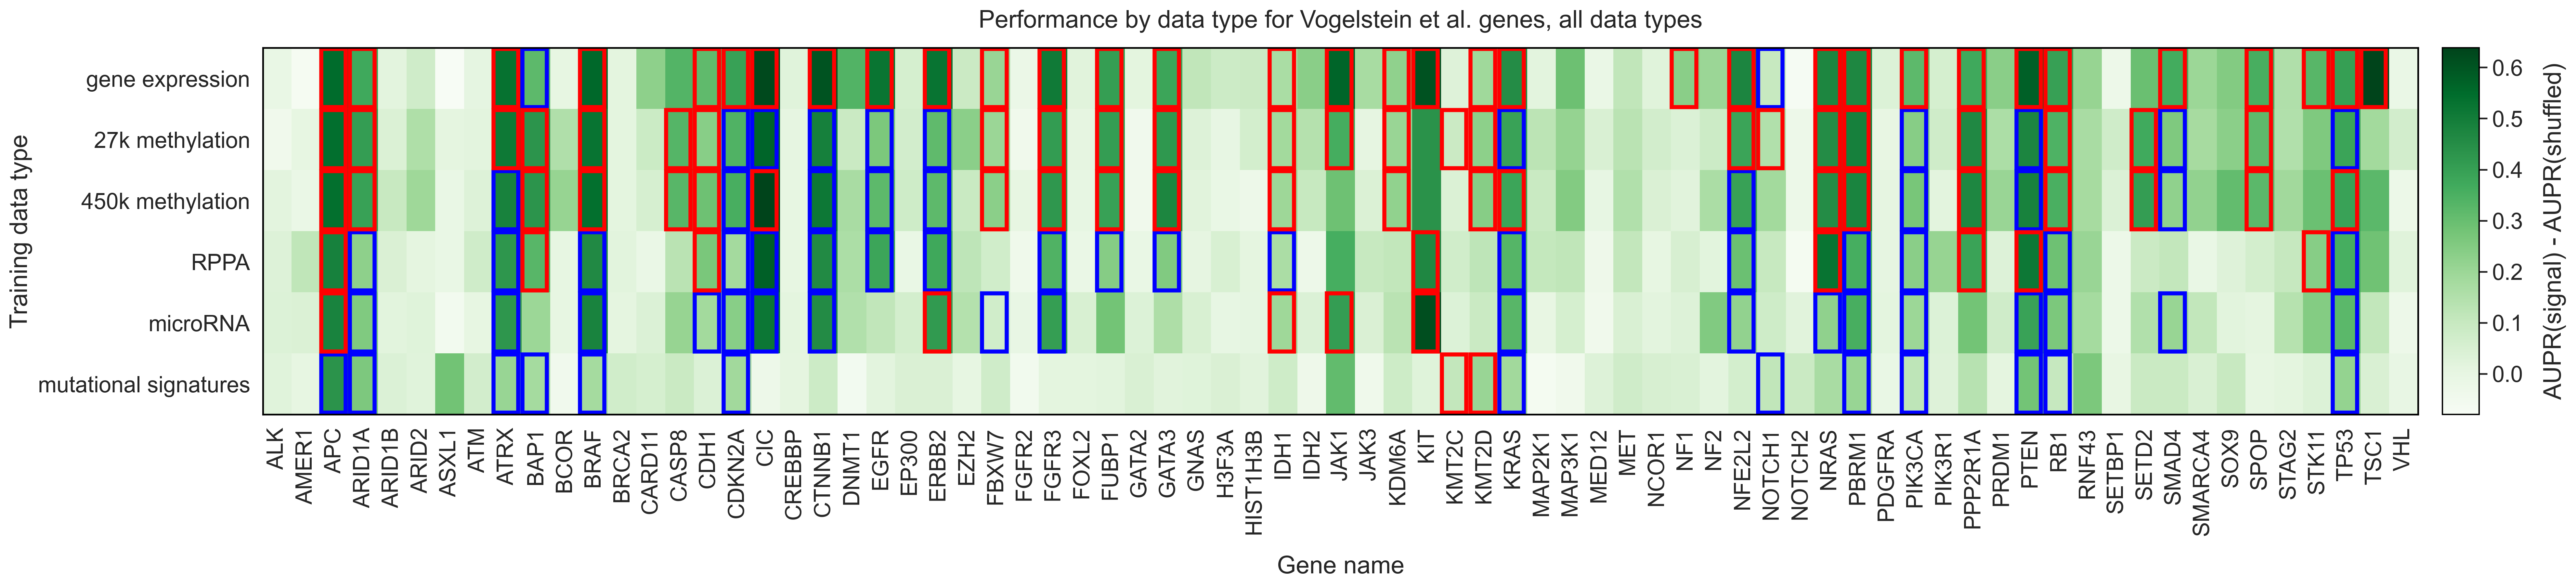 Performance by data type for Vogelstein et al. genes, all data types
Training data type
gene expression
27k methylation
450k methylation
RPPA
microRNA
mutational signatures
ALK
AMER1
APC
ARID1A
ARID1B
ARID2
ASXL1
ATM
ATRX
BAP1
BCOR
BRAF
BRCA2
CARD11
CASP8
CDH1
CDKN2A
CIC
CREBBP
CTNNB1
DNMT1
EGFR
EP300
ERBB2
EZH2
FBXW7
FGFR2
FGFR3
FOXL2
FUBP1
GATA2
GATA3
GNAS
H3F3A
HIST1H3B
IDH1
IDH2
JAK1
JAK3
KDM6A
KIT
KMT2C
KMT2D
KRAS
MAP2K1
MAP3K1
MED12
MET
NCOR1
NF1
NF2
NFE2L2
NOTCH1
NOTCH2
NRAS
PBRM1
PDGFRA
PIK3CA
PIK3R1
PPP2R1A
PRDM1
PTEN
RB1
RNF43
SETBP1
SETD2
SMAD4
SMARCA4
SOX9
SPOP
STAG2
STK11
TP53
TSC1
VHL
Gene name
0.6
0.5
0.4
0.3
0.2
0.1
0.0
AUPR(signal) - AUPR(shuffled)